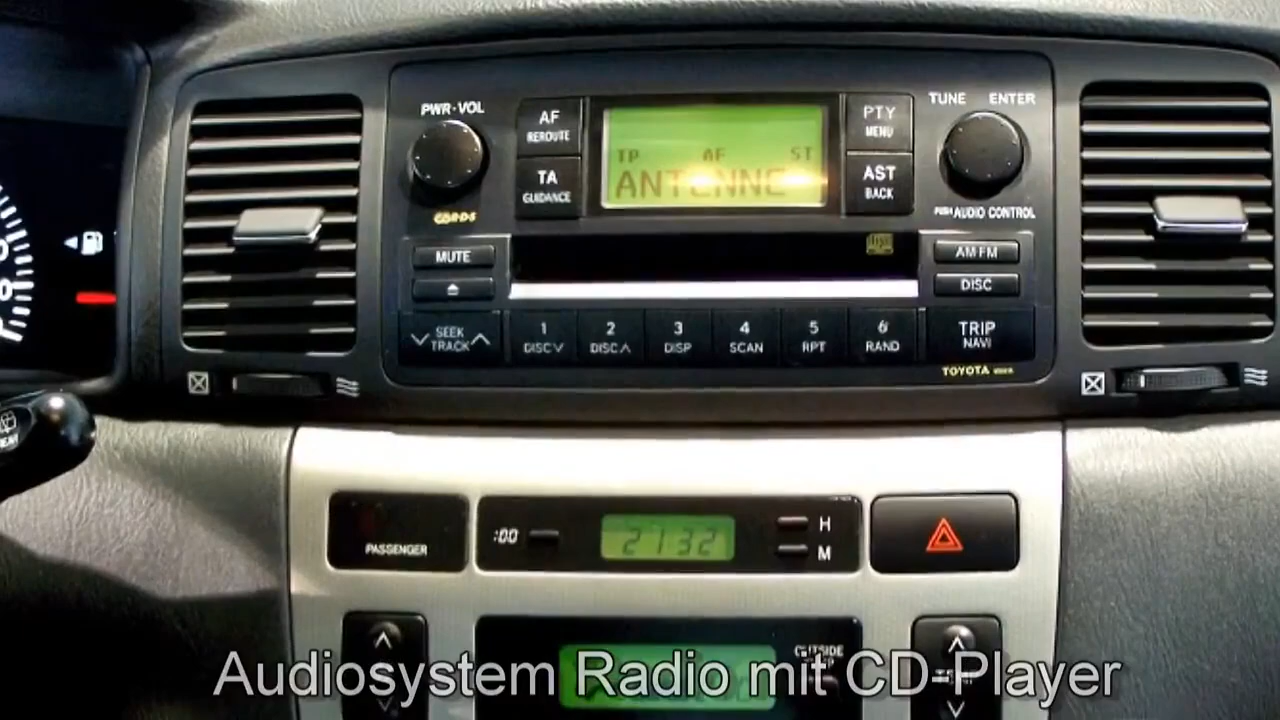 PWR·VOL
AF
REROUTE
TA
GUIDANCE
TP AF ST
ANTENNE
PTY
MENU
AST
BACK
TUNE ENTER
PUSH AUDIO CONTROL
MUTE
AM FM
DISC
SEEK
TRACK
1
DISC∨
2
DISC∧
3
DISP
4
SCAN
5
RPT
6
RAND
TRIP
NAVI
TOYOTA
PASSENGER
:00
2132
H
M
OUTSIDE
Audiosystem Radio mit CD-Player